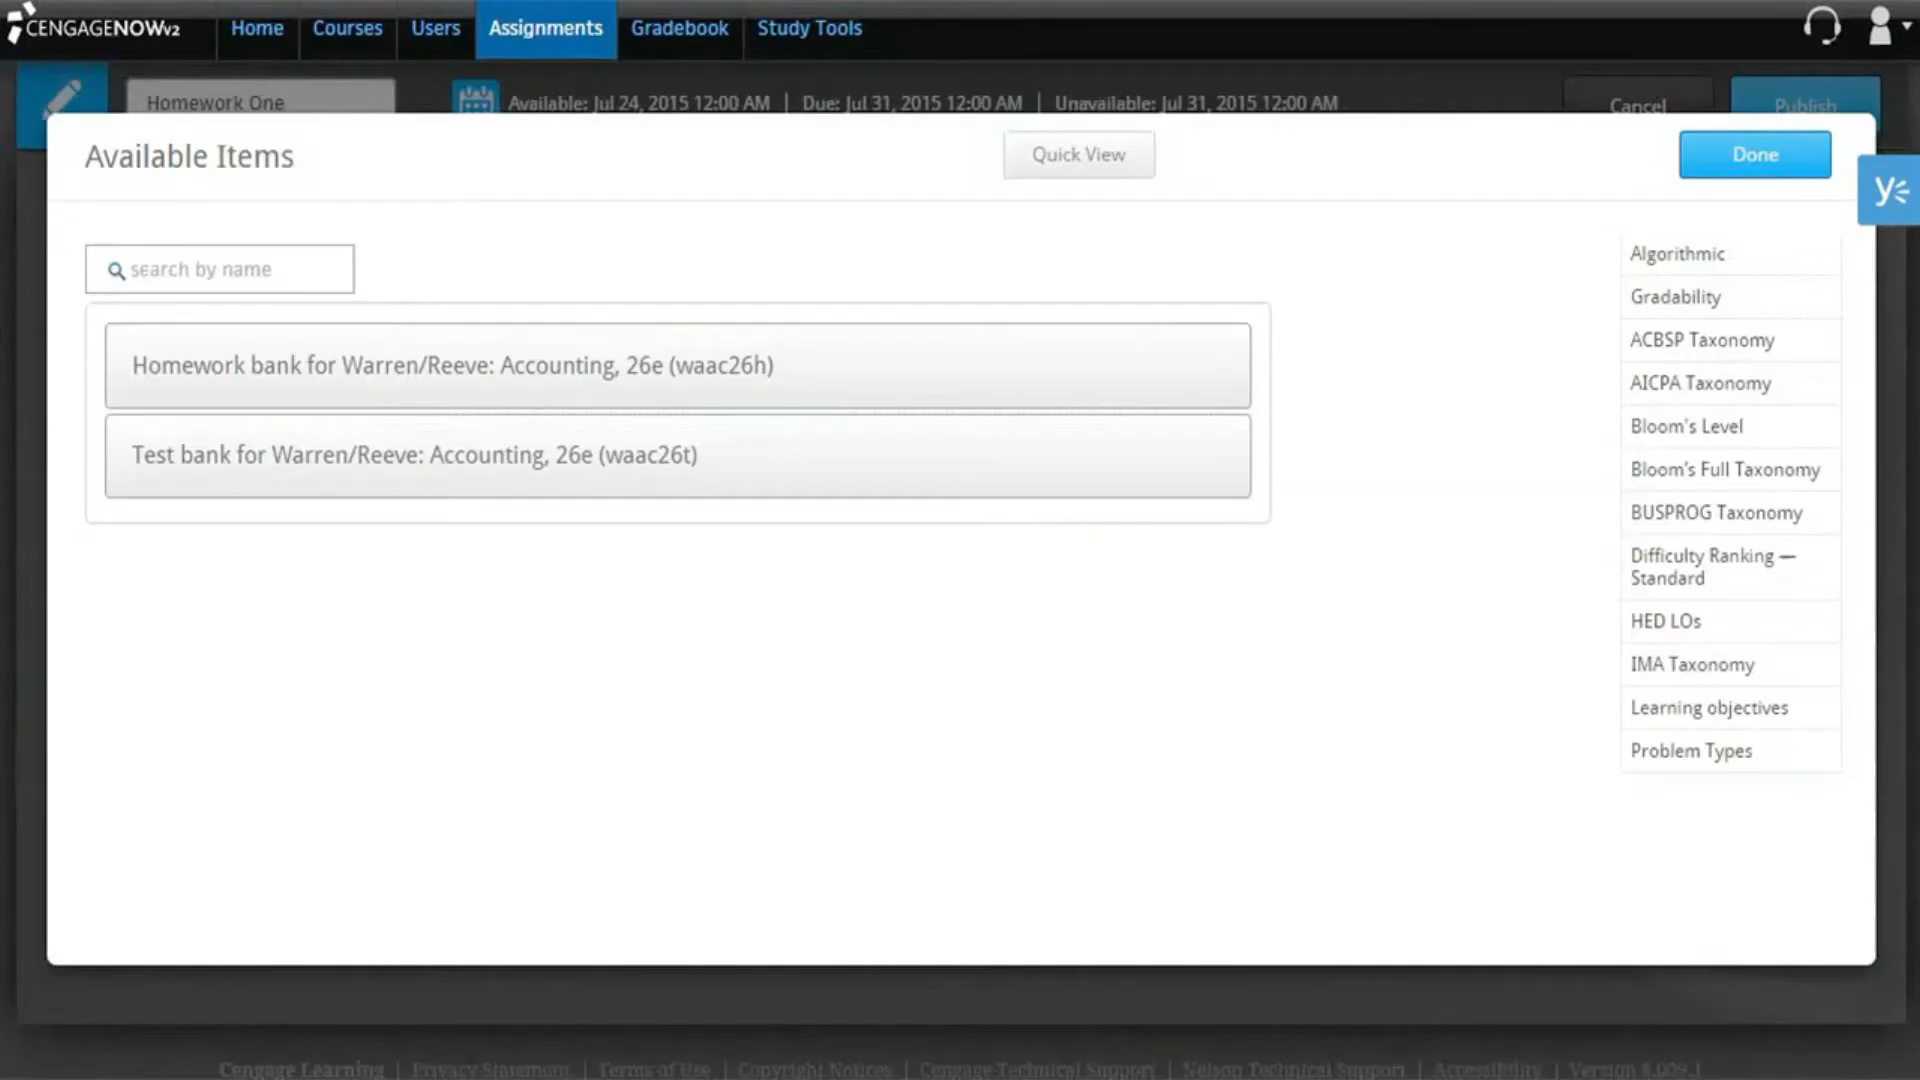 CENGAGENOWv2
Home
Courses
Users
Assignments
Gradebook
Study Tools
Homework One
Available: Jul 24, 2015 12:00 AM | Due: Jul 31, 2015 12:00 AM | Unavailable: Jul 31, 2015 12:00 AM
Cancel
Publish
Available Items
Quick View
Done
y
search by name
Homework bank for Warren/Reeve: Accounting, 26e (waac26h)
Test bank for Warren/Reeve: Accounting, 26e (waac26t)
Algorithmic
Gradability
ACBSP Taxonomy
AICPA Taxonomy
Bloom's Level
Bloom's Full Taxonomy
BUSPROG Taxonomy
Difficulty Ranking —
Standard
HED LOs
IMA Taxonomy
Learning objectives
Problem Types
Cengage Learning | Privacy Statement | Terms of Use | Copyright Notices | Cengage Technical Support | Nelson Technical Support | Accessibility | Version 8.009.1